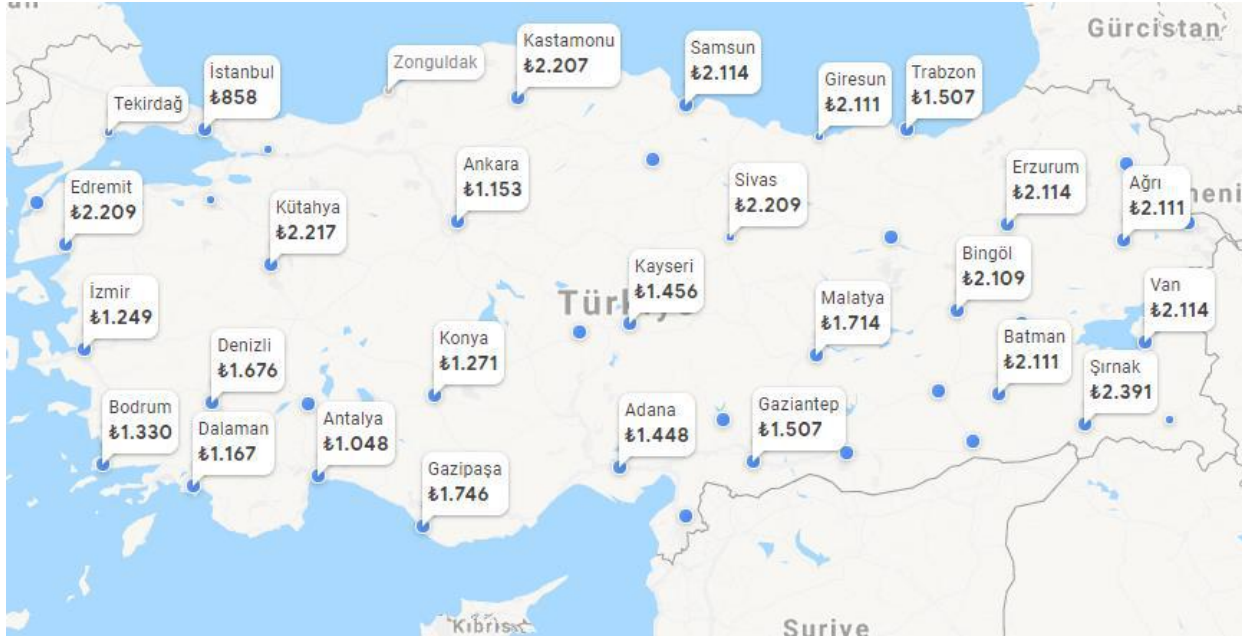 Gürcistan
Kastamonu
₺2.207
Samsun
₺2.114
İstanbul
₺858
Zonguldak
Giresun
₺2.111
Trabzon
₺1.507
Tekirdağ
Ankara
₺1.153
Erzurum
₺2.114
Sivas
₺2.209
Ağrı
₺2.111
meni
Edremit
₺2.209
Kütahya
₺2.217
Bingöl
₺2.109
Kayseri
₺1.456
Türkiye
Van
₺2.114
İzmir
₺1.249
Malatya
₺1.714
Denizli
₺1.676
Konya
₺1.271
Batman
₺2.111
Şırnak
₺2.391
Bodrum
₺1.330
Dalaman
₺1.167
Antalya
₺1.048
Adana
₺1.448
Gaziantep
₺1.507
Gazipaşa
₺1.746
Kıbrıs
Suriye